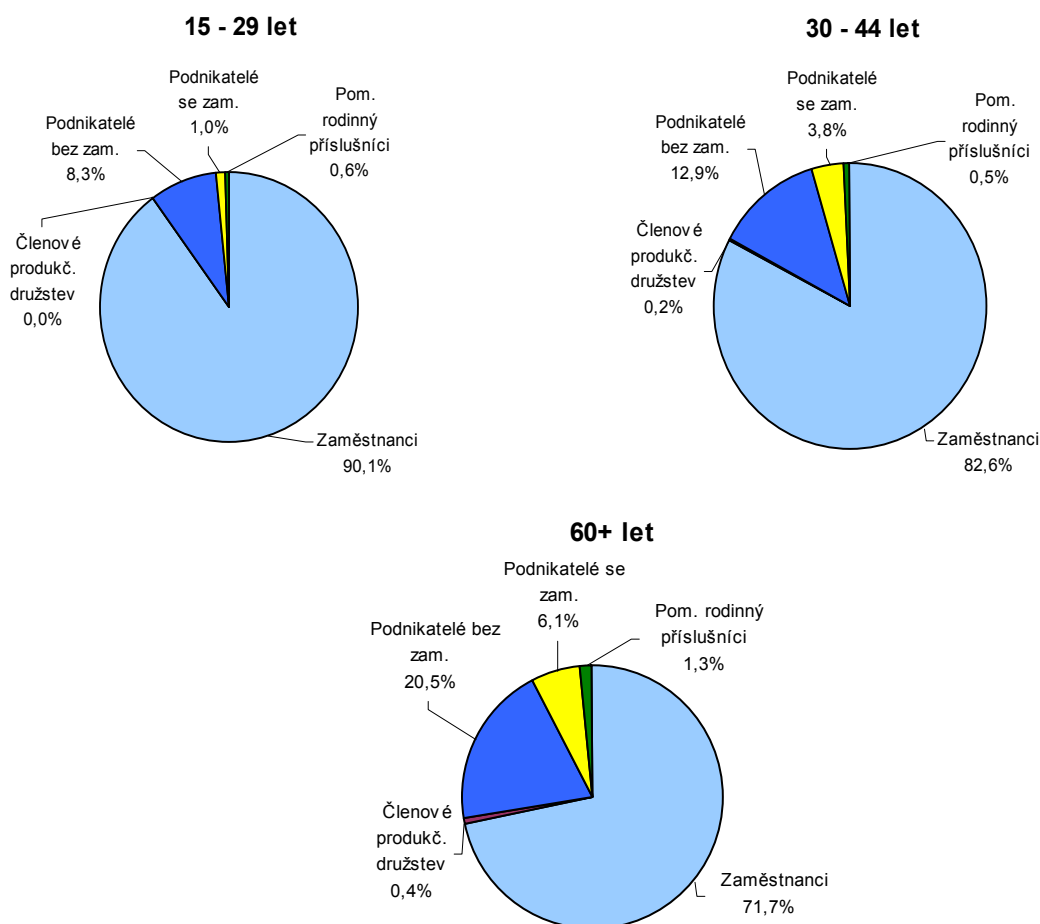 15 - 29 let
Podnikatelé
se zam.
1,0%
Pom.
rodinný
příslušníci
0,6%
Podnikatelé
bez zam.
8,3%
Členové
produkč.
družstev
0,0%
Zaměstnanci
90,1%
30 - 44 let
Podnikatelé
se zam.
3,8%
Pom.
rodinný
příslušníci
0,5%
Podnikatelé
bez zam.
12,9%
Členové
produkč.
družstev
0,2%
Zaměstnanci
82,6%
60+ let
Podnikatelé se
zam.
6,1%
Pom. rodinný
příslušníci
1,3%
Podnikatelé bez
zam.
20,5%
Členové
produkč.
družstev
0,4%
Zaměstnanci
71,7%